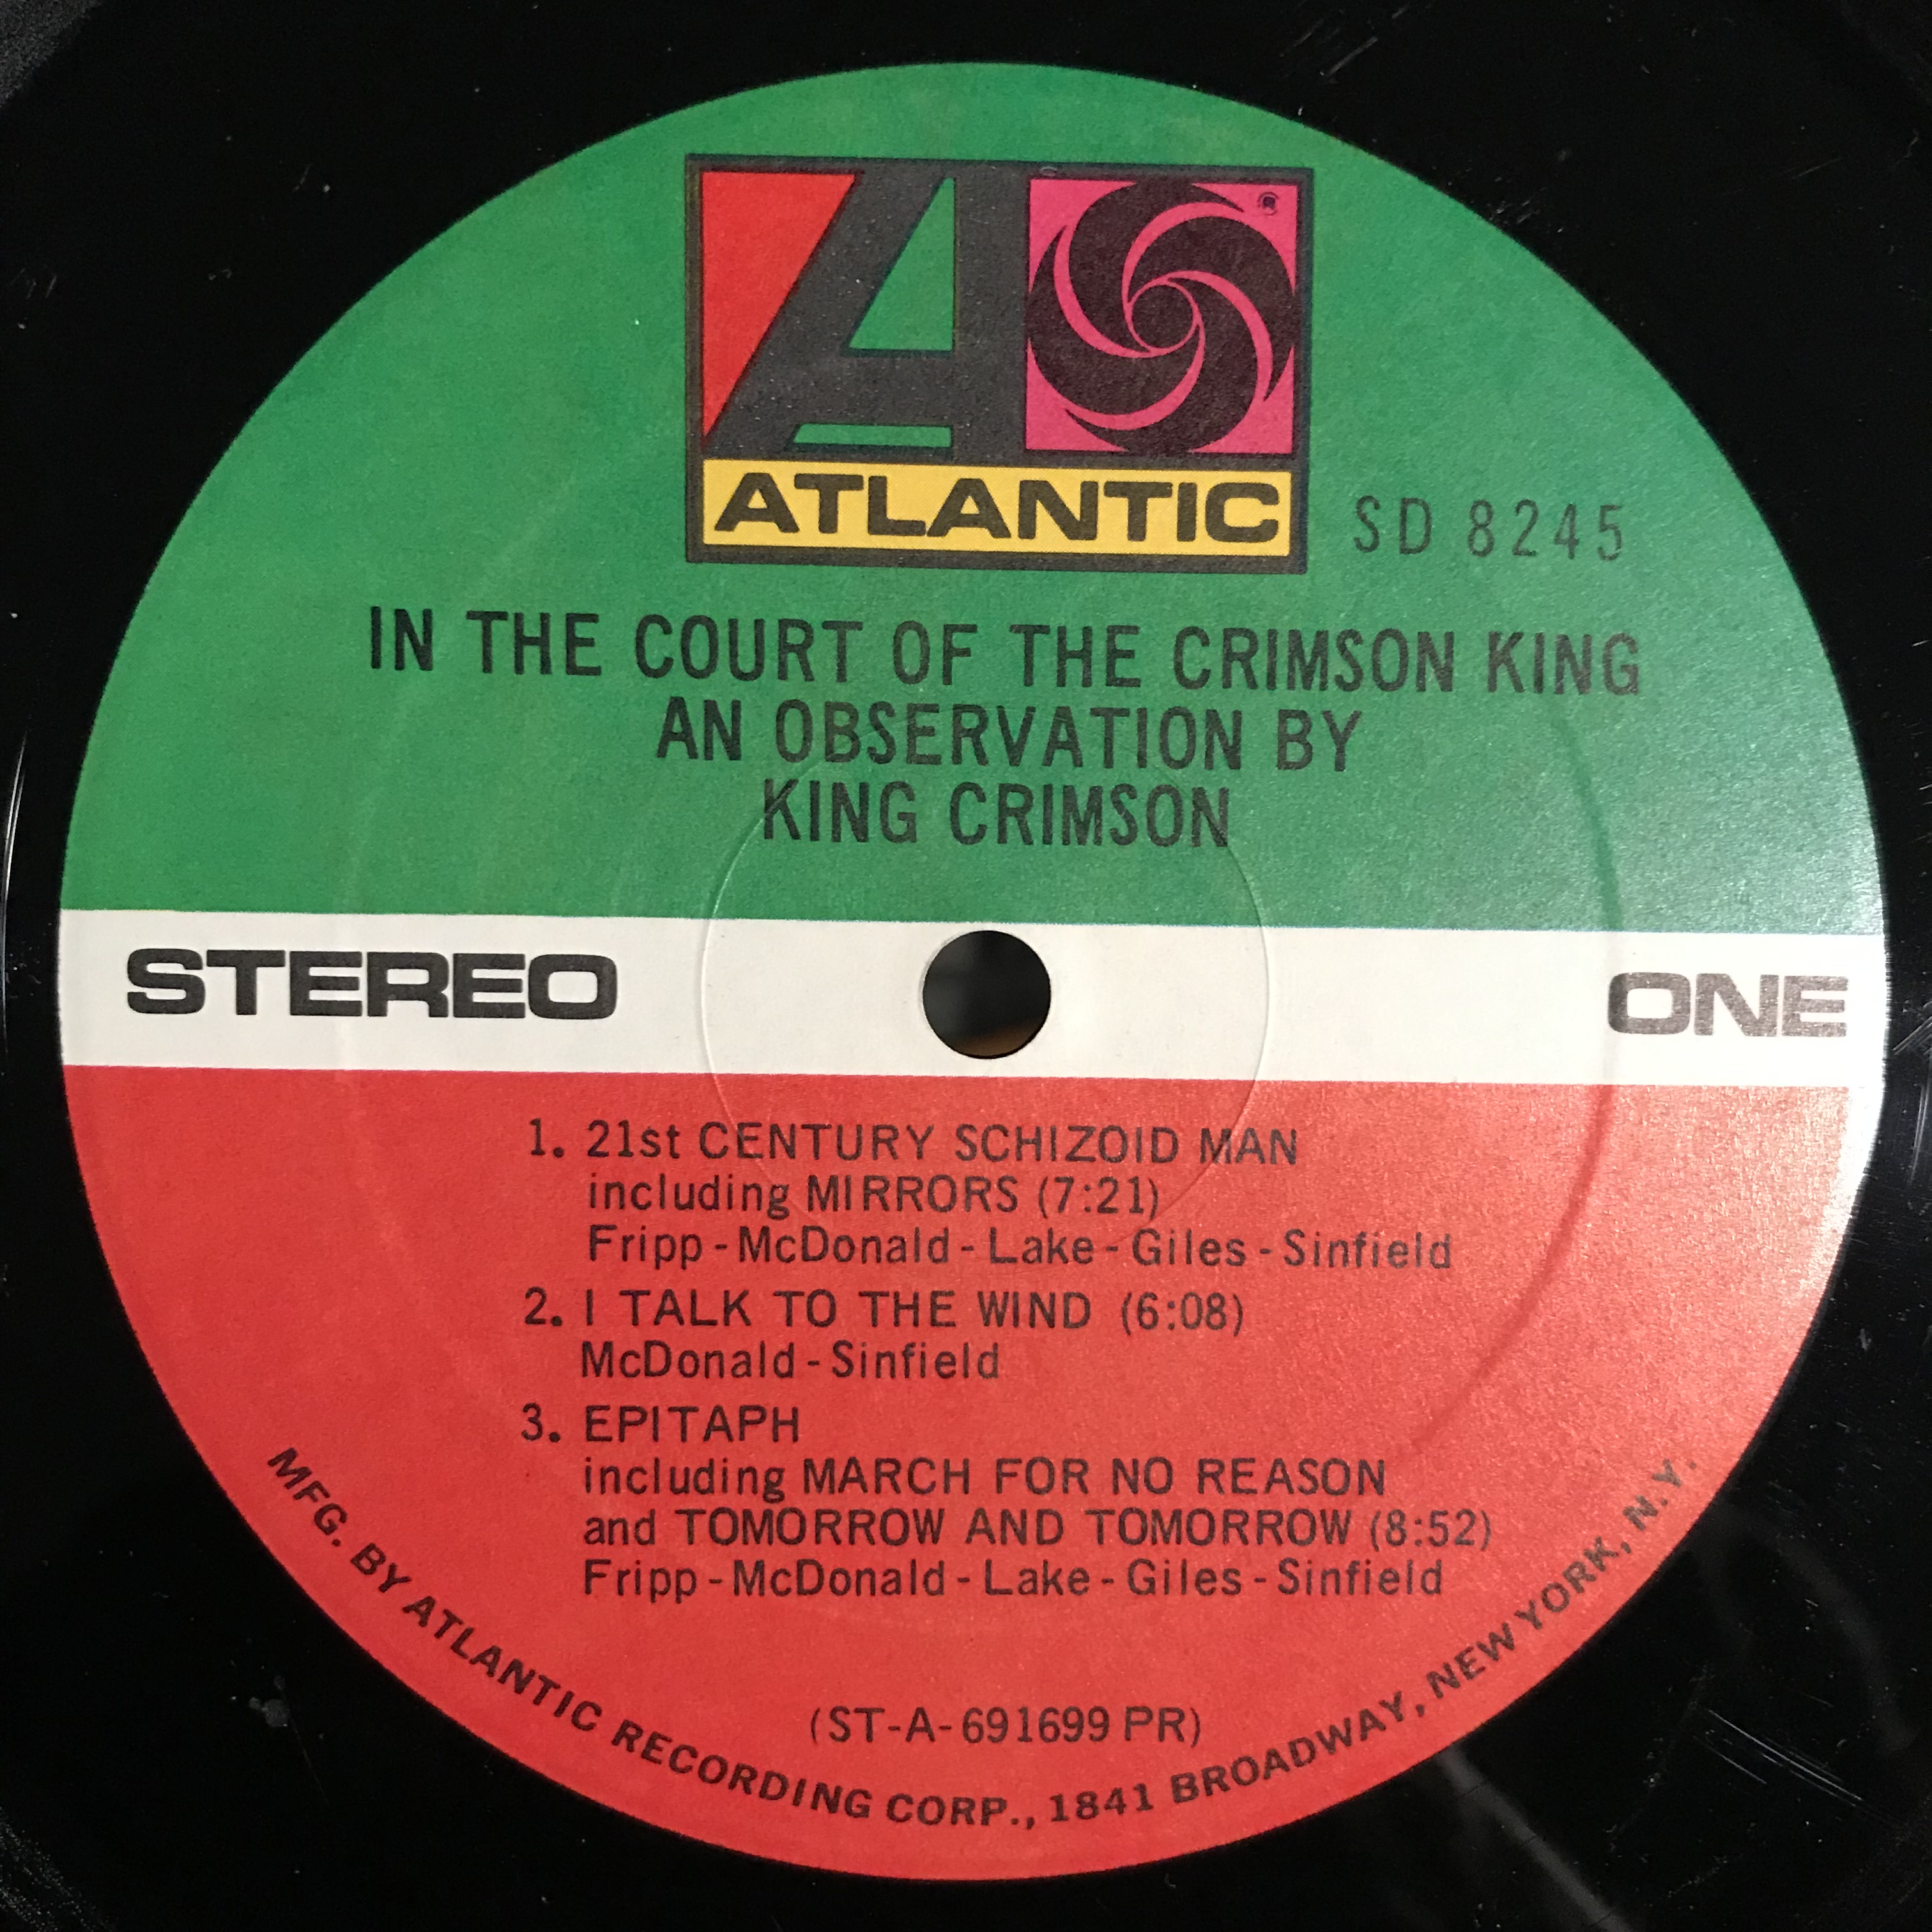 ATLANTIC
SD 8245
IN THE COURT OF THE CRIMSON KING
AN OBSERVATION BY
KING CRIMSON
STEREO
ONE
1. 21st CENTURY SCHIZOID MAN
including MIRRORS (7:21)
Fripp - McDonald - Lake - Giles - Sinfield
2. I TALK TO THE WIND (6:08)
McDonald - Sinfield
3. EPITAPH
including MARCH FOR NO REASON
and TOMORROW AND TOMORROW (8:52)
Fripp - McDonald - Lake - Giles - Sinfield
(ST-A-691699 PR)
MFG. BY ATLANTIC RECORDING CORP., 1841 BROADWAY, NEW YORK, N.Y.